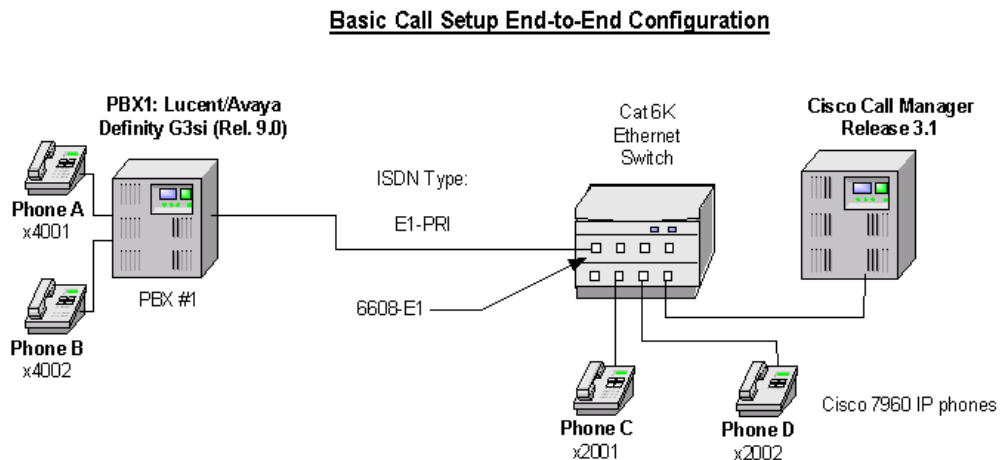 Basic Call Setup End-to-End Configuration
PBX1: Lucent/Avaya
Definity G3si (Rel. 9.0)
Cat 6K
Ethernet
Switch
Cisco Call Manager
Release 3.1
ISDN Type:
E1-PRI
Phone A
x4001
PBX #1
6608-E1
Phone B
x4002
Phone C
x2001
Phone D
x2002
Cisco 7960 IP phones